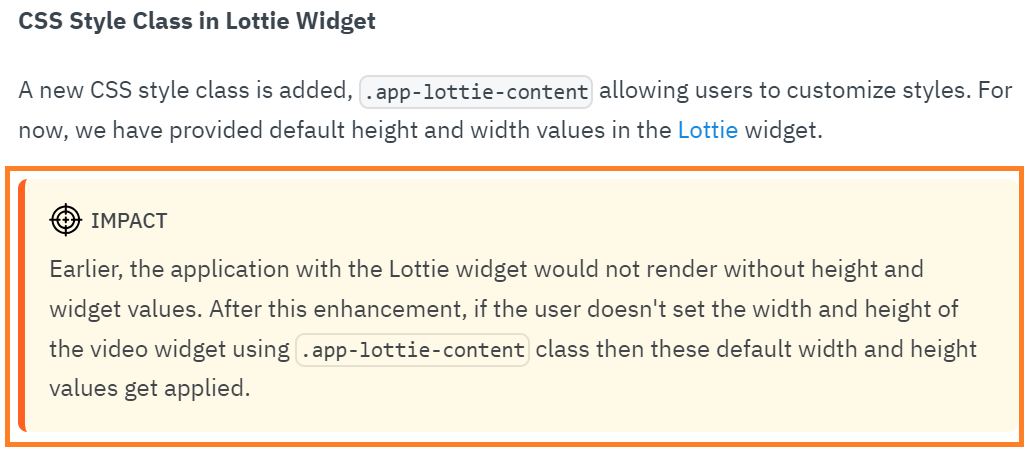 CSS Style Class in Lottie Widget
A new CSS style class is added, .app-lottie-content allowing users to customize styles. For
now, we have provided default height and width values in the Lottie widget.
IMPACT
Earlier, the application with the Lottie widget would not render without height and
widget values. After this enhancement, if the user doesn't set the width and height of
the video widget using .app-lottie-content class then these default width and height
values get applied.